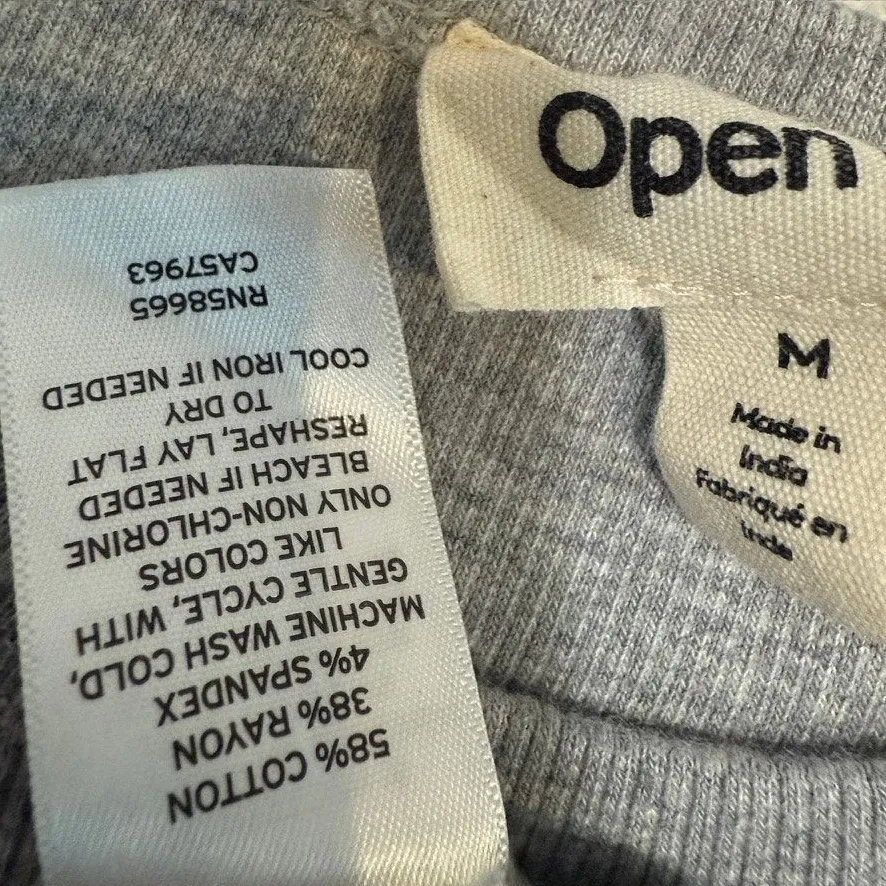 Open
M
Made in
India
Fabriqué en
Inde
58% COTTON
38% RAYON
4% SPANDEX
MACHINE WASH COLD,
GENTLE CYCLE, WITH
LIKE COLORS
ONLY NON-CHLORINE
BLEACH IF NEEDED
RESHAPE, LAY FLAT
TO DRY
COOL IRON IF NEEDED
RN58665
CA57963